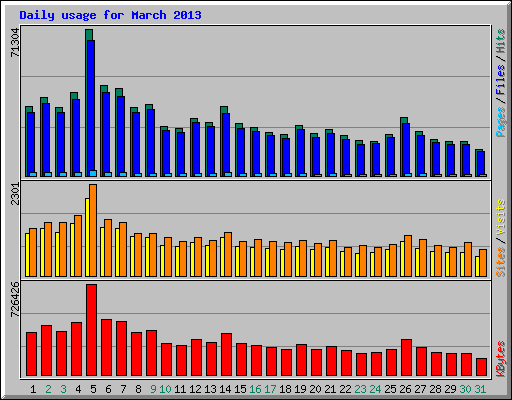 Daily usage for March 2013
71304
Pages / Files / Hits
2301
Sites / Visits
726426
KBytes
1 2 3 4 5 6 7 8 9 10 11 12 13 14 15 16 17 18 19 20 21 22 23 24 25 26 27 28 29 30 31